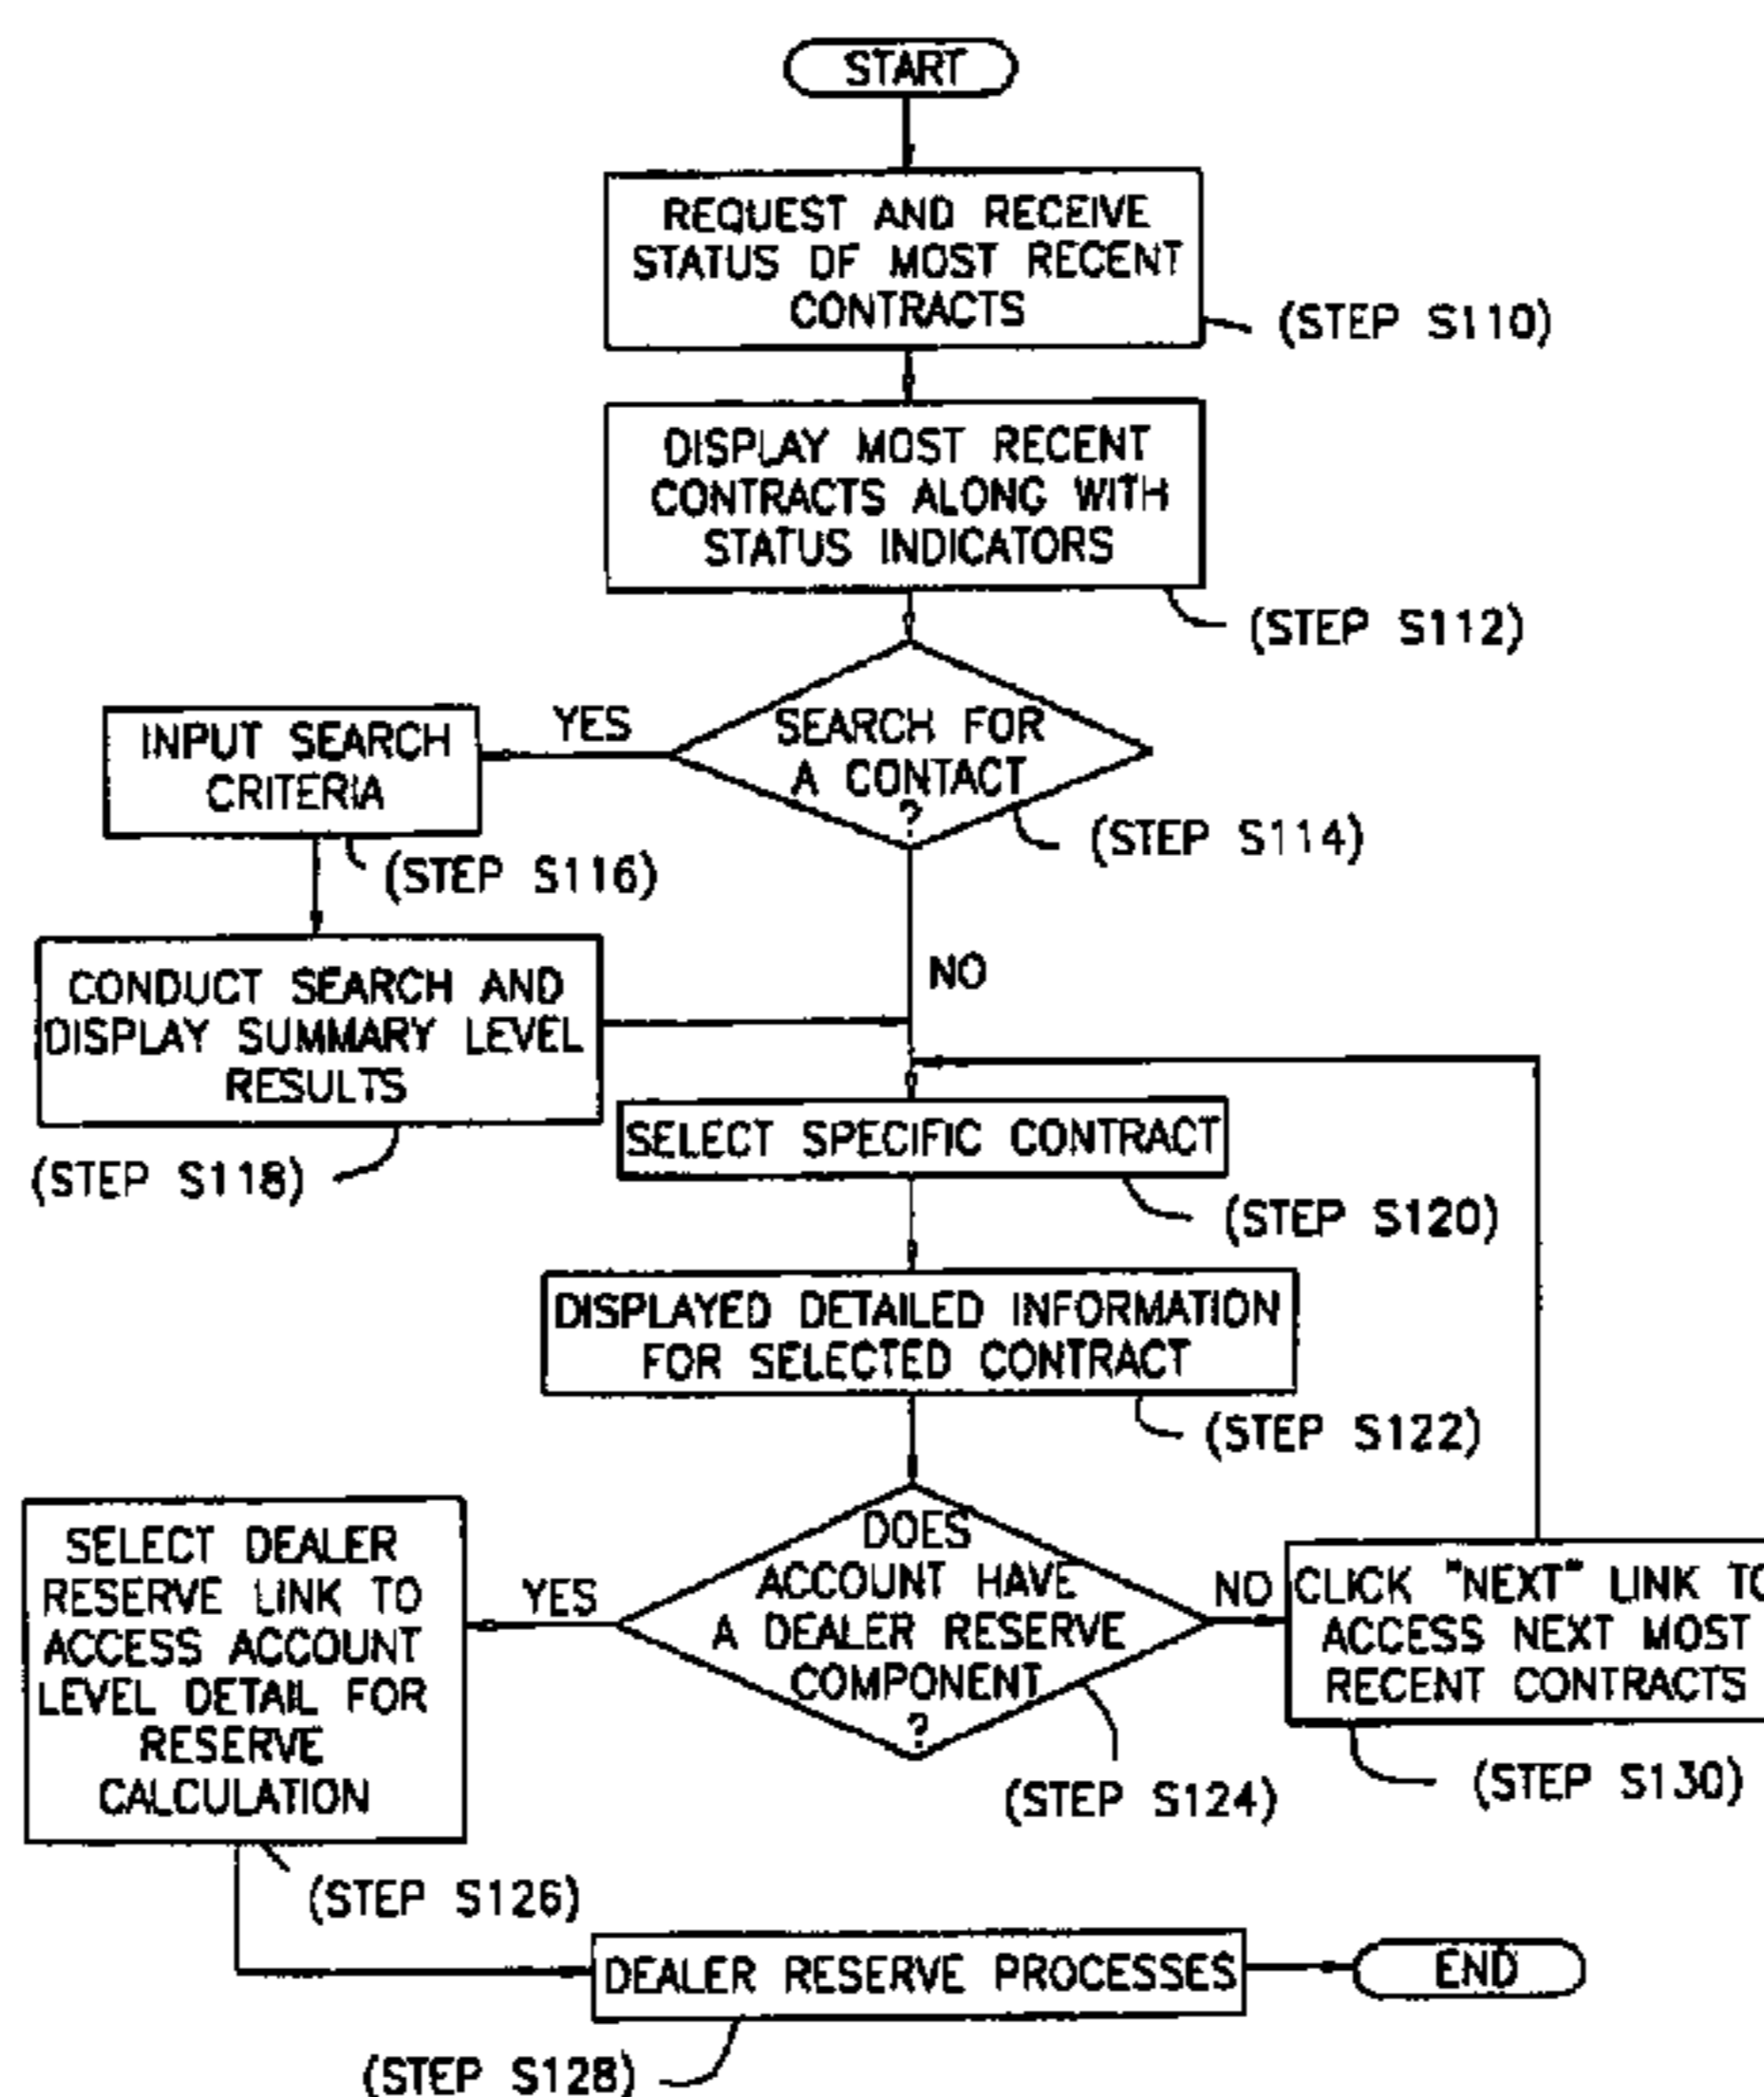 START
REQUEST AND RECEIVE
STATUS OF MOST RECENT
CONTRACTS
(STEP S110)
DISPLAY MOST RECENT
CONTRACTS ALONG WITH
STATUS INDICATORS
(STEP S112)
SEARCH FOR
A CONTACT
?
(STEP S114)
YES
INPUT SEARCH
CRITERIA
(STEP S116)
CONDUCT SEARCH AND
DISPLAY SUMMARY LEVEL
RESULTS
(STEP S118)
NO
SELECT SPECIFIC CONTRACT
(STEP S120)
DISPLAYED DETAILED INFORMATION
FOR SELECTED CONTRACT
(STEP S122)
DOES
ACCOUNT HAVE
A DEALER RESERVE
COMPONENT
?
(STEP S124)
YES
SELECT DEALER
RESERVE LINK TO
ACCESS ACCOUNT
LEVEL DETAIL FOR
RESERVE
CALCULATION
(STEP S126)
NO
CLICK "NEXT" LINK TO
ACCESS NEXT MOST
RECENT CONTRACTS
(STEP S130)
DEALER RESERVE PROCESSES
(STEP S128)
END